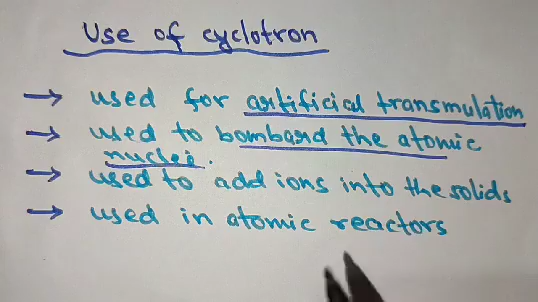 Use of cyclotron
→ used for artificial transmulation
→ used to bombard the atomic
nuclei.
→ used to add ions into the solids
→ used in atomic reactors